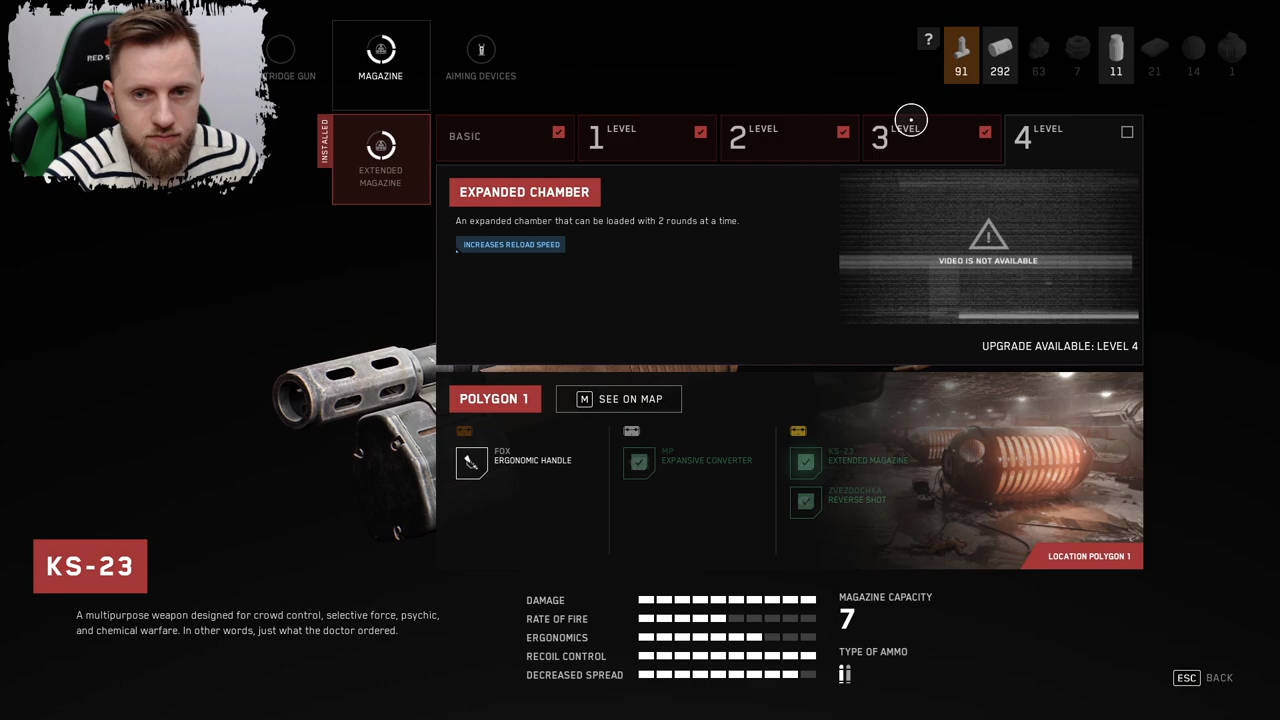 RED S
TRIDGE GUN
MAGAZINE
AIMING DEVICES
?
91
292
63
7
11
21
14
1
INSTALLED
EXTENDED
MAGAZINE
BASIC
1 LEVEL
2 LEVEL
3 LEVEL
4 LEVEL
EXPANDED CHAMBER
An expanded chamber that can be loaded with 2 rounds at a time.
INCREASES RELOAD SPEED
VIDEO IS NOT AVAILABLE
UPGRADE AVAILABLE: LEVEL 4
POLYGON 1
M SEE ON MAP
FOX
ERGONOMIC HANDLE
MP
EXPANSIVE CONVERTER
KS-23
EXTENDED MAGAZINE
ZVEZDOCHKA
REVERSE SHOT
LOCATION POLYGON 1
KS-23
A multipurpose weapon designed for crowd control, selective force, psychic,
and chemical warfare. In other words, just what the doctor ordered.
DAMAGE
RATE OF FIRE
ERGONOMICS
RECOIL CONTROL
DECREASED SPREAD
MAGAZINE CAPACITY
7
TYPE OF AMMO
ESC BACK